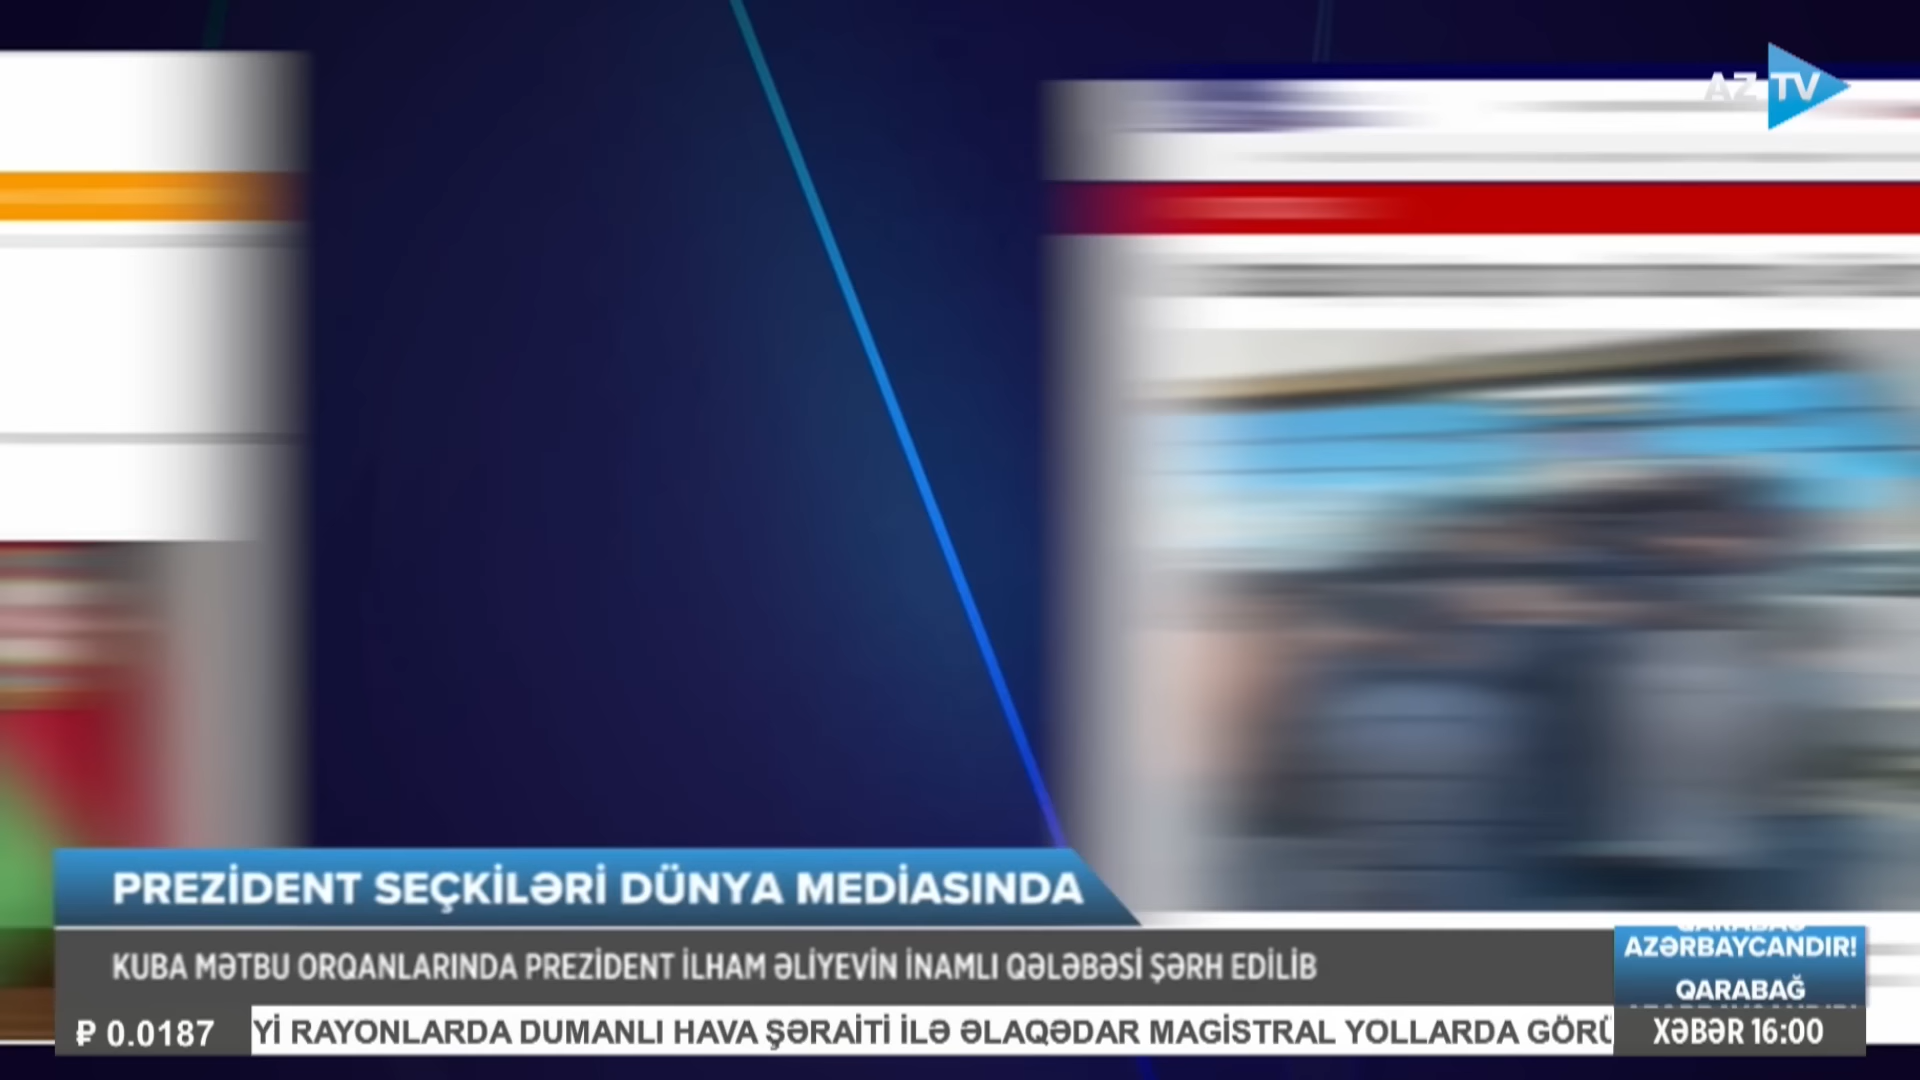 AZ TV
PREZİDENT SEÇKİLƏRİ DÜNYA MEDİASINDA
KUBA MƏTBU ORQANLARINDA PREZİDENT İLHAM ƏLİYEVİN İNAMLI QƏLƏBƏSİ ŞƏRH EDİLİB
AZƏRBAYCANDIR!
QARABAĞ
₽ 0.0187
Yİ RAYONLARDA DUMANLI HAVA ŞƏRAİTİ İLƏ ƏLAQƏDAR MAGİSTRAL YOLLARDA GÖRÜ
XƏBƏR 16:00